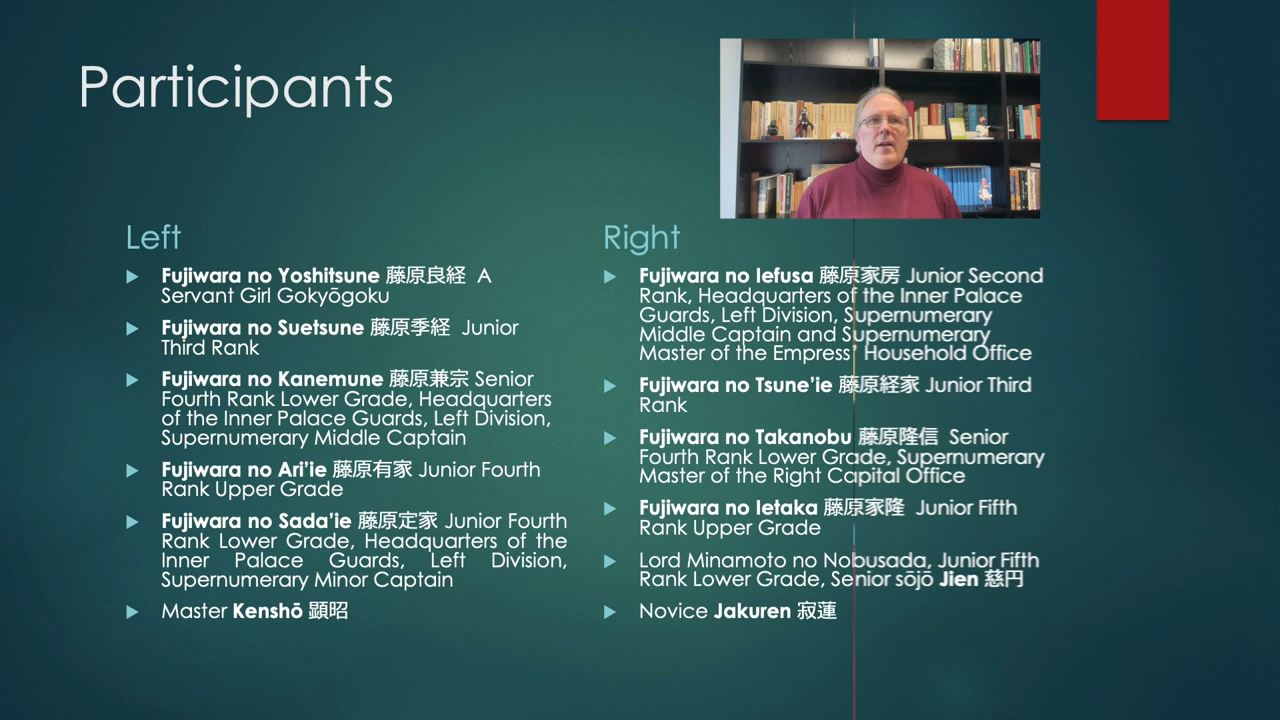 Participants
Left
Fujiwara no Yoshitsune 藤原良経 A
Servant Girl Gokyōgoku
Fujiwara no Suetsune 藤原季経 Junior
Third Rank
Fujiwara no Kanemune 藤原兼宗 Senior
Fourth Rank Lower Grade, Headquarters
of the Inner Palace Guards, Left Division,
Supernumerary Middle Captain
Fujiwara no Ari’ie 藤原有家 Junior Fourth
Rank Upper Grade
Fujiwara no Sada’ie 藤原定家 Junior Fourth
Rank Lower Grade, Headquarters of the
Inner Palace Guards, Left Division,
Supernumerary Minor Captain
Master Kenshō 顕昭
Right
Fujiwara no Iefusa 藤原家房 Junior Second
Rank, Headquarters of the Inner Palace
Guards, Left Division, Supernumerary
Middle Captain and Supernumerary
Master of the Empress’ Household Office
Fujiwara no Tsune’ie 藤原経家 Junior Third
Rank
Fujiwara no Takanobu 藤原隆信 Senior
Fourth Rank Lower Grade, Supernumerary
Master of the Right Capital Office
Fujiwara no Ietaka 藤原家隆 Junior Fifth
Rank Upper Grade
Lord Minamoto no Nobusada, Junior Fifth
Rank Lower Grade, Senior sōjō Jien 慈円
Novice Jakuren 寂蓮